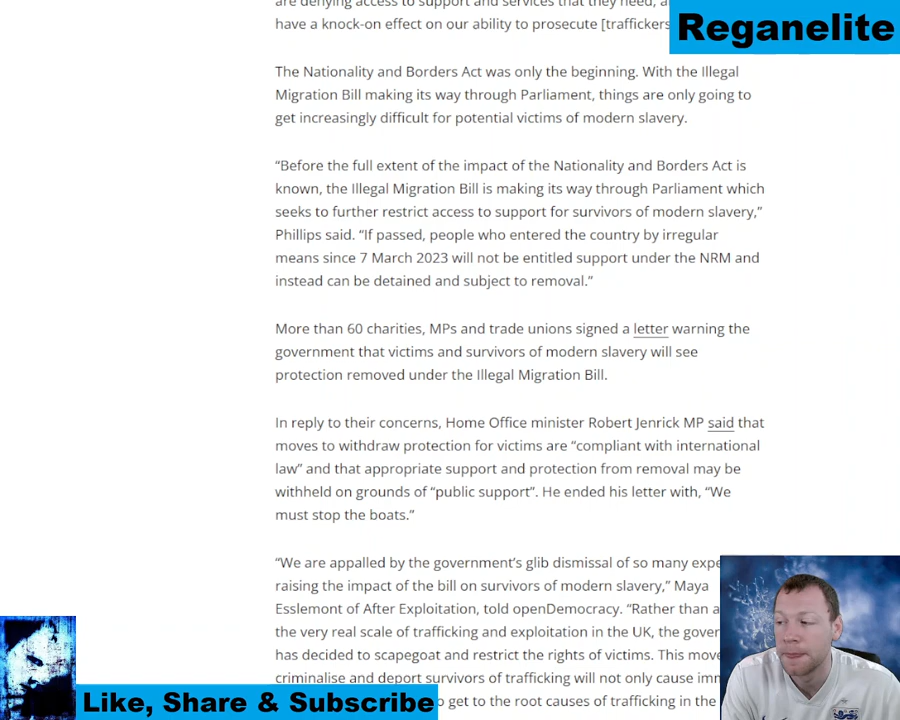 are denying access to support and services that they need, a
have a knock-on effect on our ability to prosecute [traffickers
Reganelite
The Nationality and Borders Act was only the beginning. With the Illegal
Migration Bill making its way through Parliament, things are only going to
get increasingly difficult for potential victims of modern slavery.
“Before the full extent of the impact of the Nationality and Borders Act is
known, the Illegal Migration Bill is making its way through Parliament which
seeks to further restrict access to support for survivors of modern slavery,”
Phillips said. “If passed, people who entered the country by irregular
means since 7 March 2023 will not be entitled support under the NRM and
instead can be detained and subject to removal.”
More than 60 charities, MPs and trade unions signed a letter warning the
government that victims and survivors of modern slavery will see
protection removed under the Illegal Migration Bill.
In reply to their concerns, Home Office minister Robert Jenrick MP said that
moves to withdraw protection for victims are “compliant with international
law” and that appropriate support and protection from removal may be
withheld on grounds of “public support”. He ended his letter with, “We
must stop the boats.”
“We are appalled by the government’s glib dismissal of so many expe
raising the impact of the bill on survivors of modern slavery,” Maya
Esslemont of After Exploitation, told openDemocracy. “Rather than a
the very real scale of trafficking and exploitation in the UK, the gover
has decided to scapegoat and restrict the rights of victims. This move
criminalise and deport survivors of trafficking will not only cause imm
get to the root causes of trafficking in the
Like, Share & Subscribe